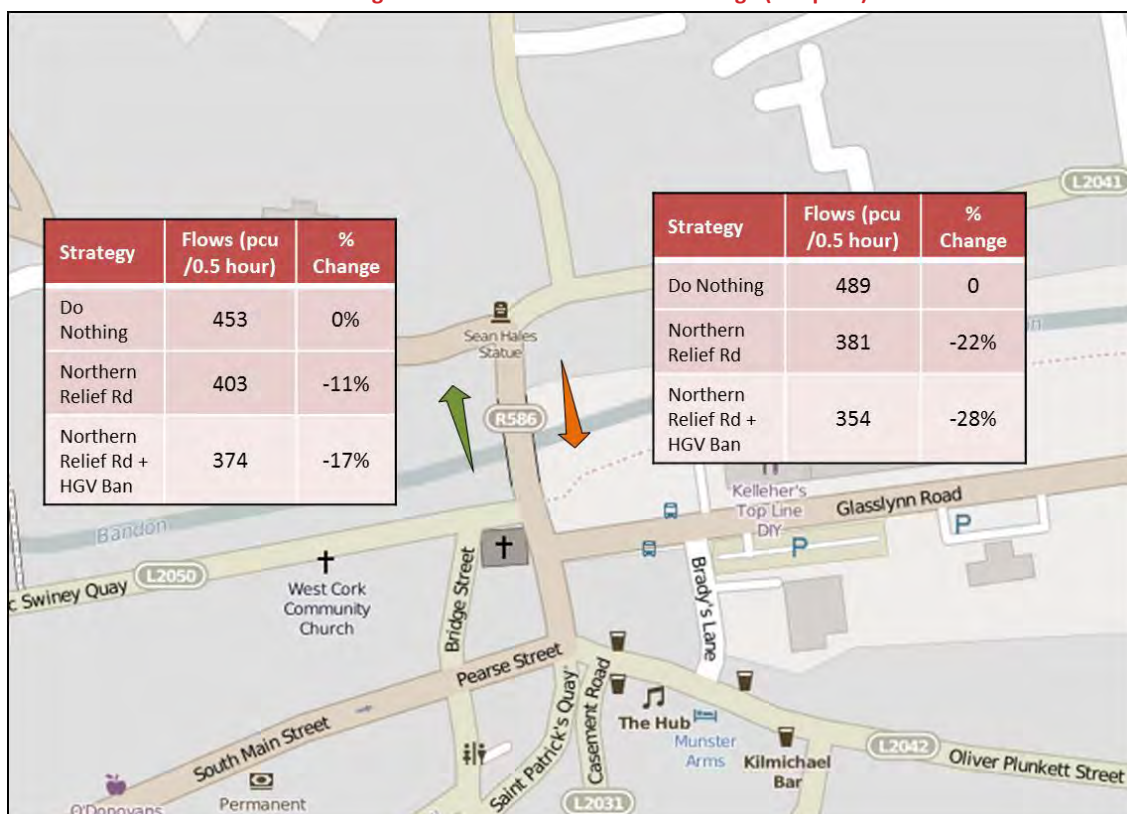 L2041
Strategy
Flows (pcu
/0.5 hour)
%
Change
Do
Nothing
453
0%
Northern
Relief Rd
403
-11%
Northern
Relief Rd +
HGV Ban
374
-17%
Strategy
Flows (pcu
/0.5 hour)
%
Change
Do Nothing
489
0
Northern
Relief Rd
381
-22%
Northern
Relief Rd +
HGV Ban
354
-28%
Sean Hales
Statue
R586
Kelleher's
Top Line
DIY
Glasslynn Road
P
P
Bandon
L2050
c Swiney Quay
West Cork
Community
Church
Bridge Street
Brady's Lane
Pearse Street
South Main Street
Saint Patrick's Quay
Casement Road
The Hub
Munster
Arms
Kilmichael
Bar
L2042
Oliver Plunkett Street
L2031
O'Donovans
Permanent